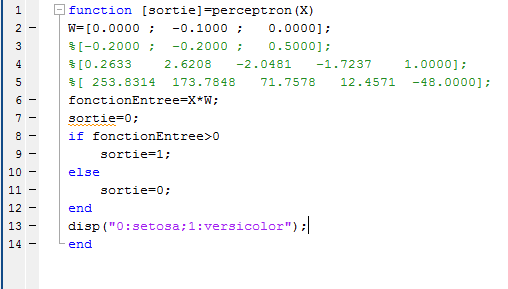 1 function [sortie]=perceptron(X)
2 – W=[0.0000 ; -0.1000 ; 0.0000];
3 %[-0.2000 ; -0.2000 ; 0.5000];
4 %[0.2633 2.6208 -2.0481 -1.7237 1.0000];
5 %[ 253.8314 173.7848 71.7578 12.4571 -48.0000];
6 – fonctionEntree=X*W;
7 – sortie=0;
8 – if fonctionEntree>0
9 – sortie=1;
10 – else
11 – sortie=0;
12 – end
13 – disp("0:setosa;1:versicolor");
14 – end